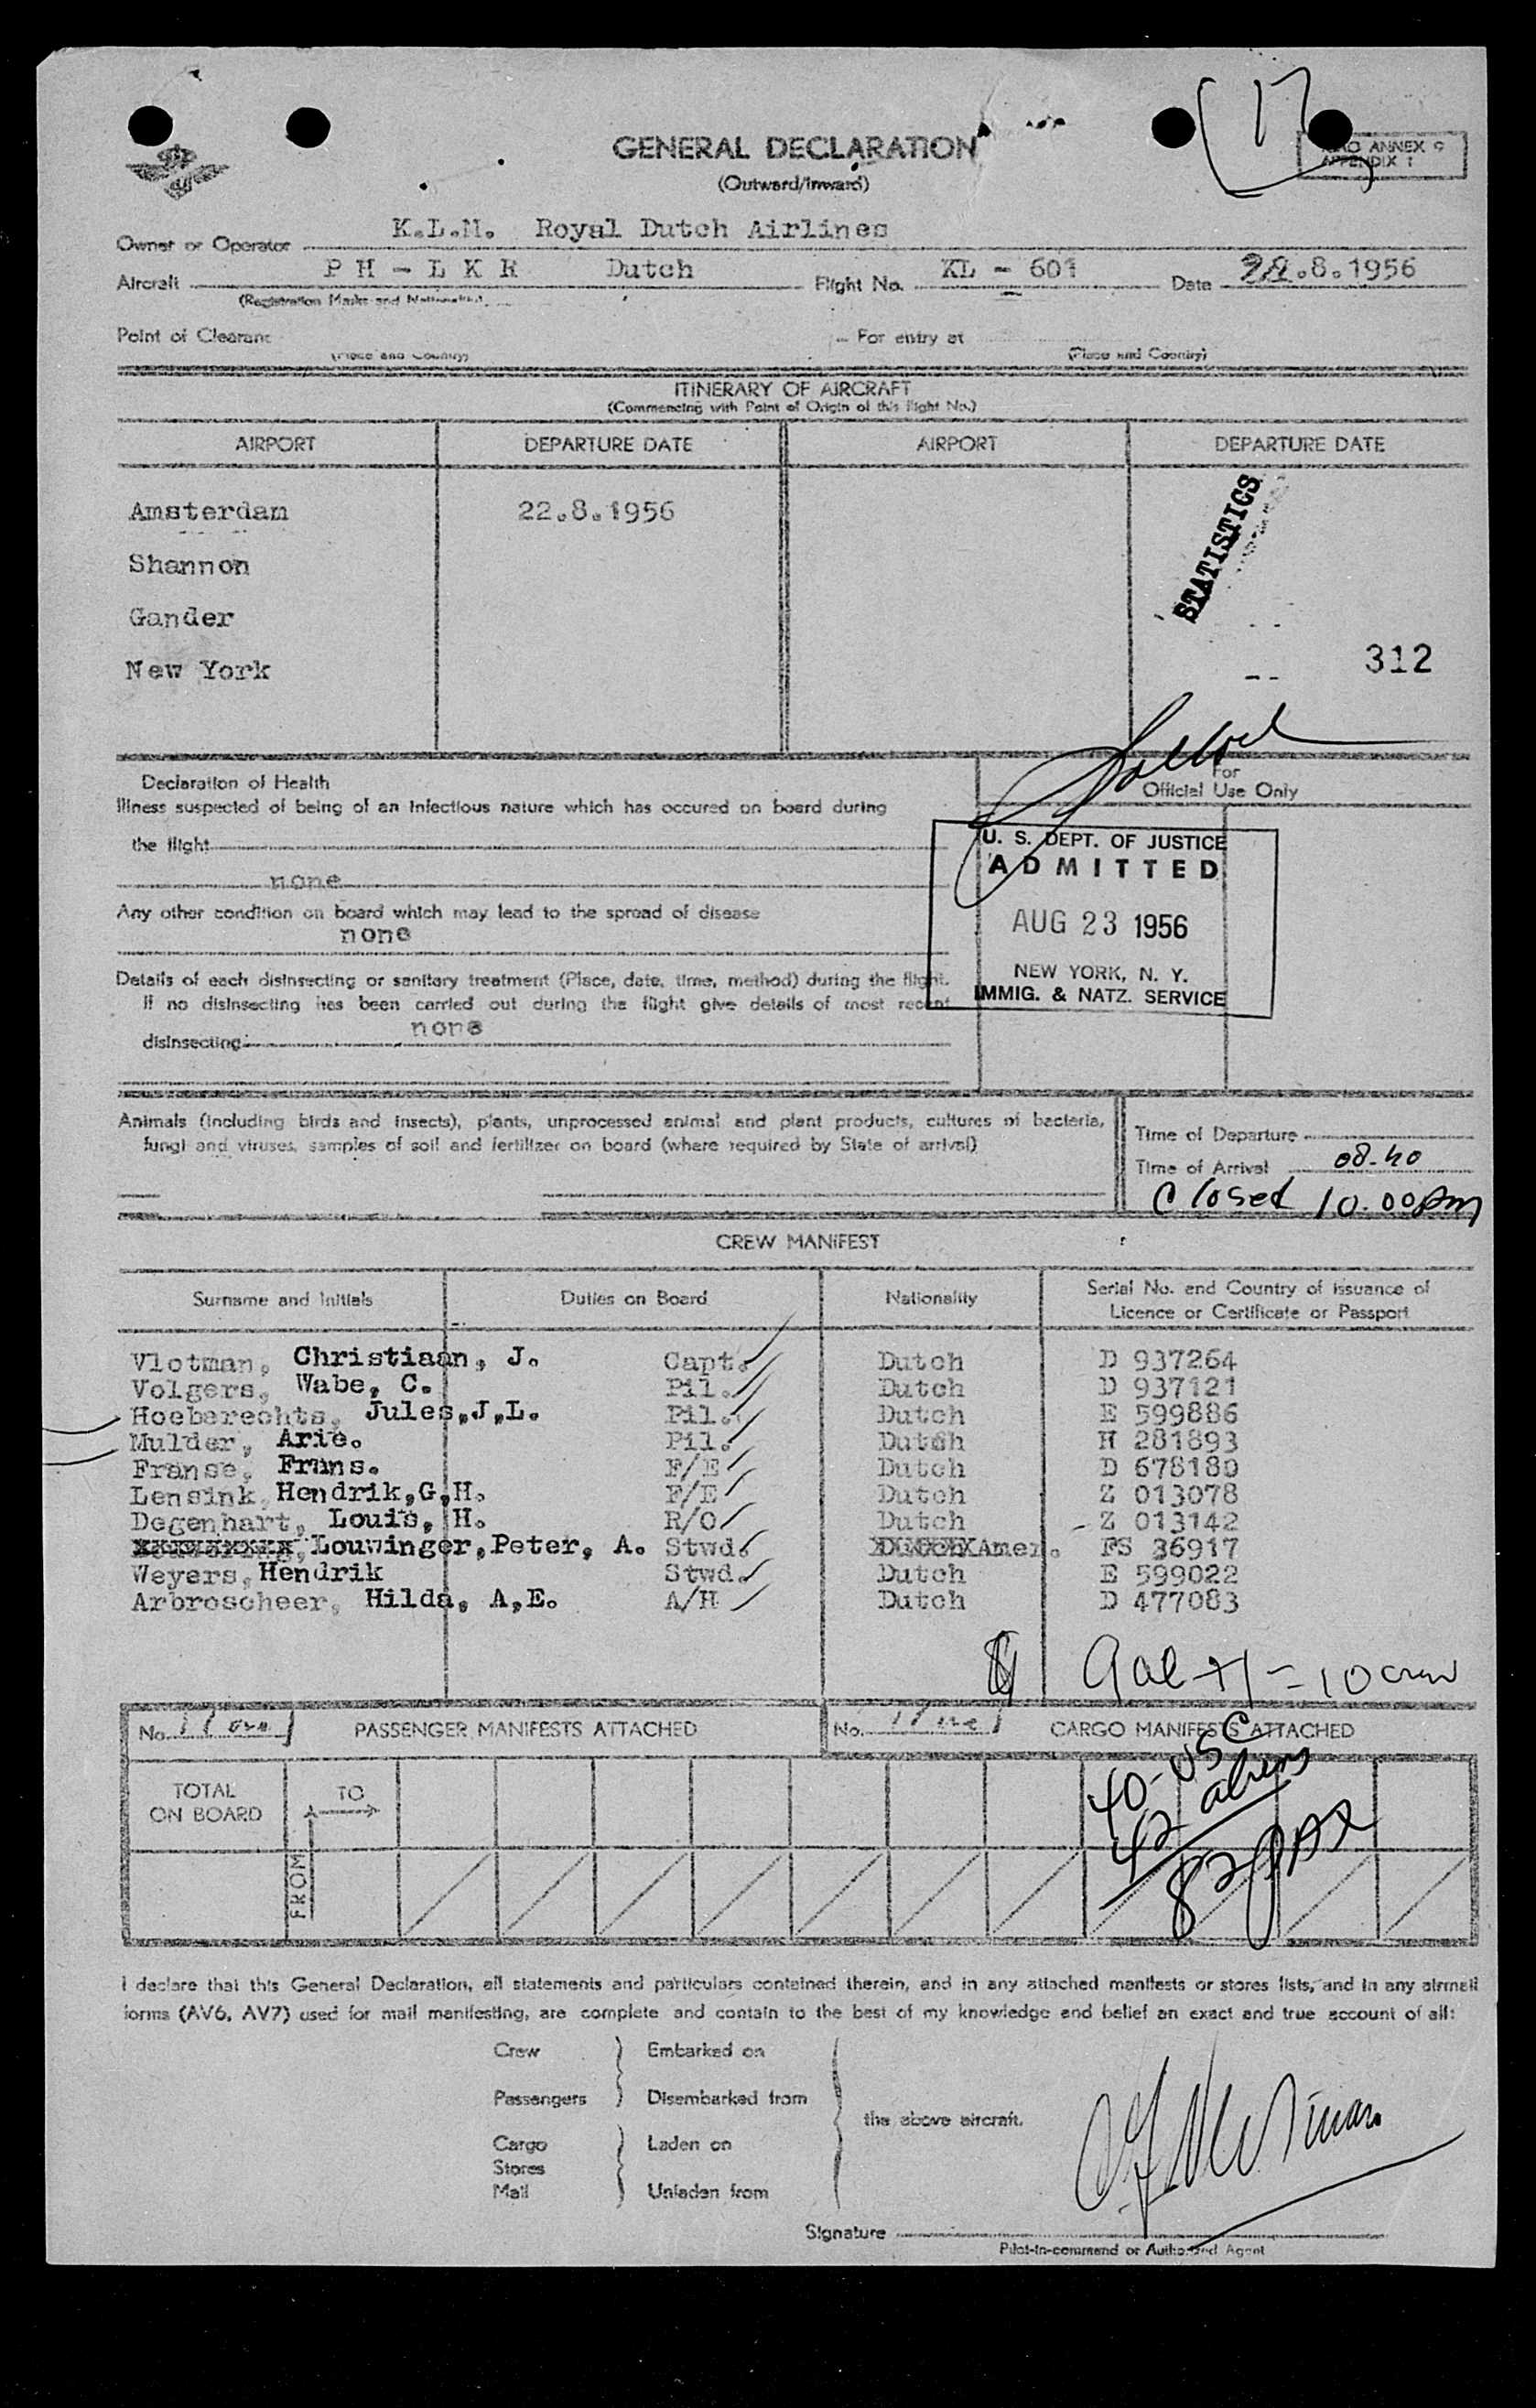 GENERAL DECLARATION
(Outward/Inward)
ANNEX 9
APPENDIX 1
Owner or Operator K.L.M. Royal Dutch Airlines
Aircraft P H - L K R Dutch Flight No. KL - 601 Date .8.1956
(Registration Marks and Nationality)
Point of Clearanc For entry at
(Place and Country) (Place and Country)
ITINERARY OF AIRCRAFT
(Commencing with Point of Origin of this flight No.)
AIRPORT DEPARTURE DATE AIRPORT DEPARTURE DATE
Amsterdam 22.8.1956
STATISTICS
Shannon
Gander
New York
312
Declaration of Health
For
Official Use Only
Illness suspected of being of an infectious nature which has occured on board during
the flight
none
Any other condition on board which may lead to the spread of disease
none
Details of each disinsecting or sanitary treatment (Place, date, time, method) during the flight.
If no disinsecting has been carried out during the flight give details of most recent
disinsecting: none
U. S. DEPT. OF JUSTICE
ADMITTED
AUG 23 1956
NEW YORK, N. Y.
IMMIG. & NATZ. SERVICE
Animals (including birds and insects), plants, unprocessed animal and plant products, cultures of bacteria,
fungi and viruses, samples of soil and fertilizer on board (where required by State of arrival)
Time of Departure
Time of Arrival 08-40
Closed 10.00pm
CREW MANIFEST
Surname and Initials Duties on Board Nationality Serial No. and Country of Issuance of
Licence or Certificate or Passport
Vlotman, Christiaan, J. Capt. Dutch D 937264
Volgers, Wabe, C. Pil. Dutch D 937121
Hoeberechts, Jules,J,L. Pil. Dutch E 599886
Mulder, Arie. Pil. Dutch H 281893
Franse, Frans. F/E Dutch D 678180
Lensink, Hendrik,G,H. F/E Dutch Z 013078
Degenhart, Louis, H. R/O Dutch Z 013142
Louwinger,Peter, A. Stwd. Amer. FS 36917
Weyers, Hendrik Stwd. Dutch E 599022
Arbroscheer, Hilda, A,E. A/H Dutch D 477083
9 al + 1 = 10 crew
No. PASSENGER MANIFESTS ATTACHED No. CARGO MANIFESTS ATTACHED
TOTAL
ON BOARD
TO
FROM
40-USC
42 aliens
82 PAX
I declare that this General Declaration, all statements and particulars contained therein, and in any attached manifests or stores lists, and in any airmail
forms (AV6, AV7) used for mail manifesting, are complete and contain to the best of my knowledge and belief an exact and true account of all:
Crew Embarked on
Passengers Disembarked from
the above aircraft.
Cargo Laden on
Stores
Mail Unladen from
Signature
Pilot-in-command or Authorized Agent